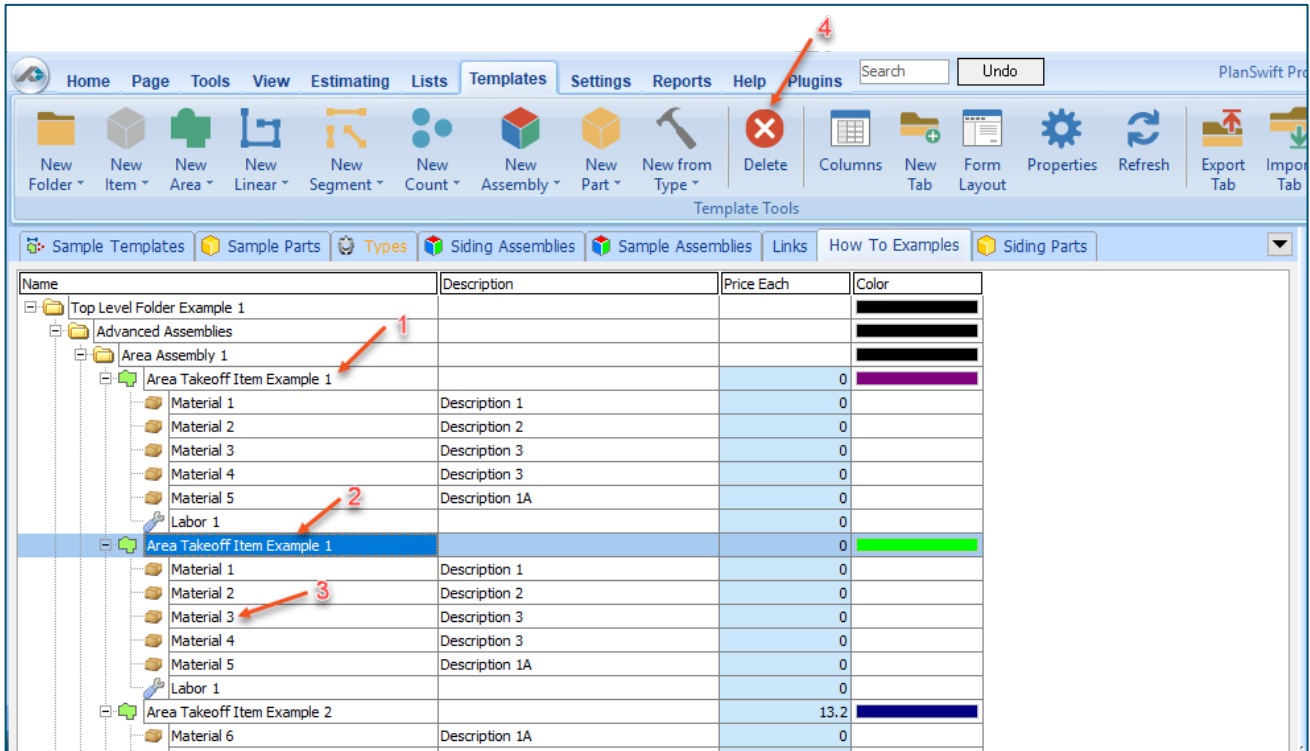 4
Home Page Tools View Estimating Lists Templates Settings Reports Help Plugins Search Undo PlanSwift Pro
New Folder New Item New Area New Linear New Segment New Count New Assembly New Part New from Type Delete Columns New Tab Form Layout Properties Refresh Export Tab Impor Tab
Template Tools
Sample Templates Sample Parts Types Siding Assemblies Sample Assemblies Links How To Examples Siding Parts
Name Description Price Each Color
Top Level Folder Example 1
Advanced Assemblies
1
Area Assembly 1
Area Takeoff Item Example 1 0
Material 1 Description 1 0
Material 2 Description 2 0
Material 3 Description 3 0
Material 4 Description 3 0
Material 5 Description 1A 0
2
Labor 1 0
Area Takeoff Item Example 1 0
Material 1 Description 1 0
Material 2 Description 2 0
3
Material 3 Description 3 0
Material 4 Description 3 0
Material 5 Description 1A 0
Labor 1 0
Area Takeoff Item Example 2 13.2
Material 6 Description 1A 0